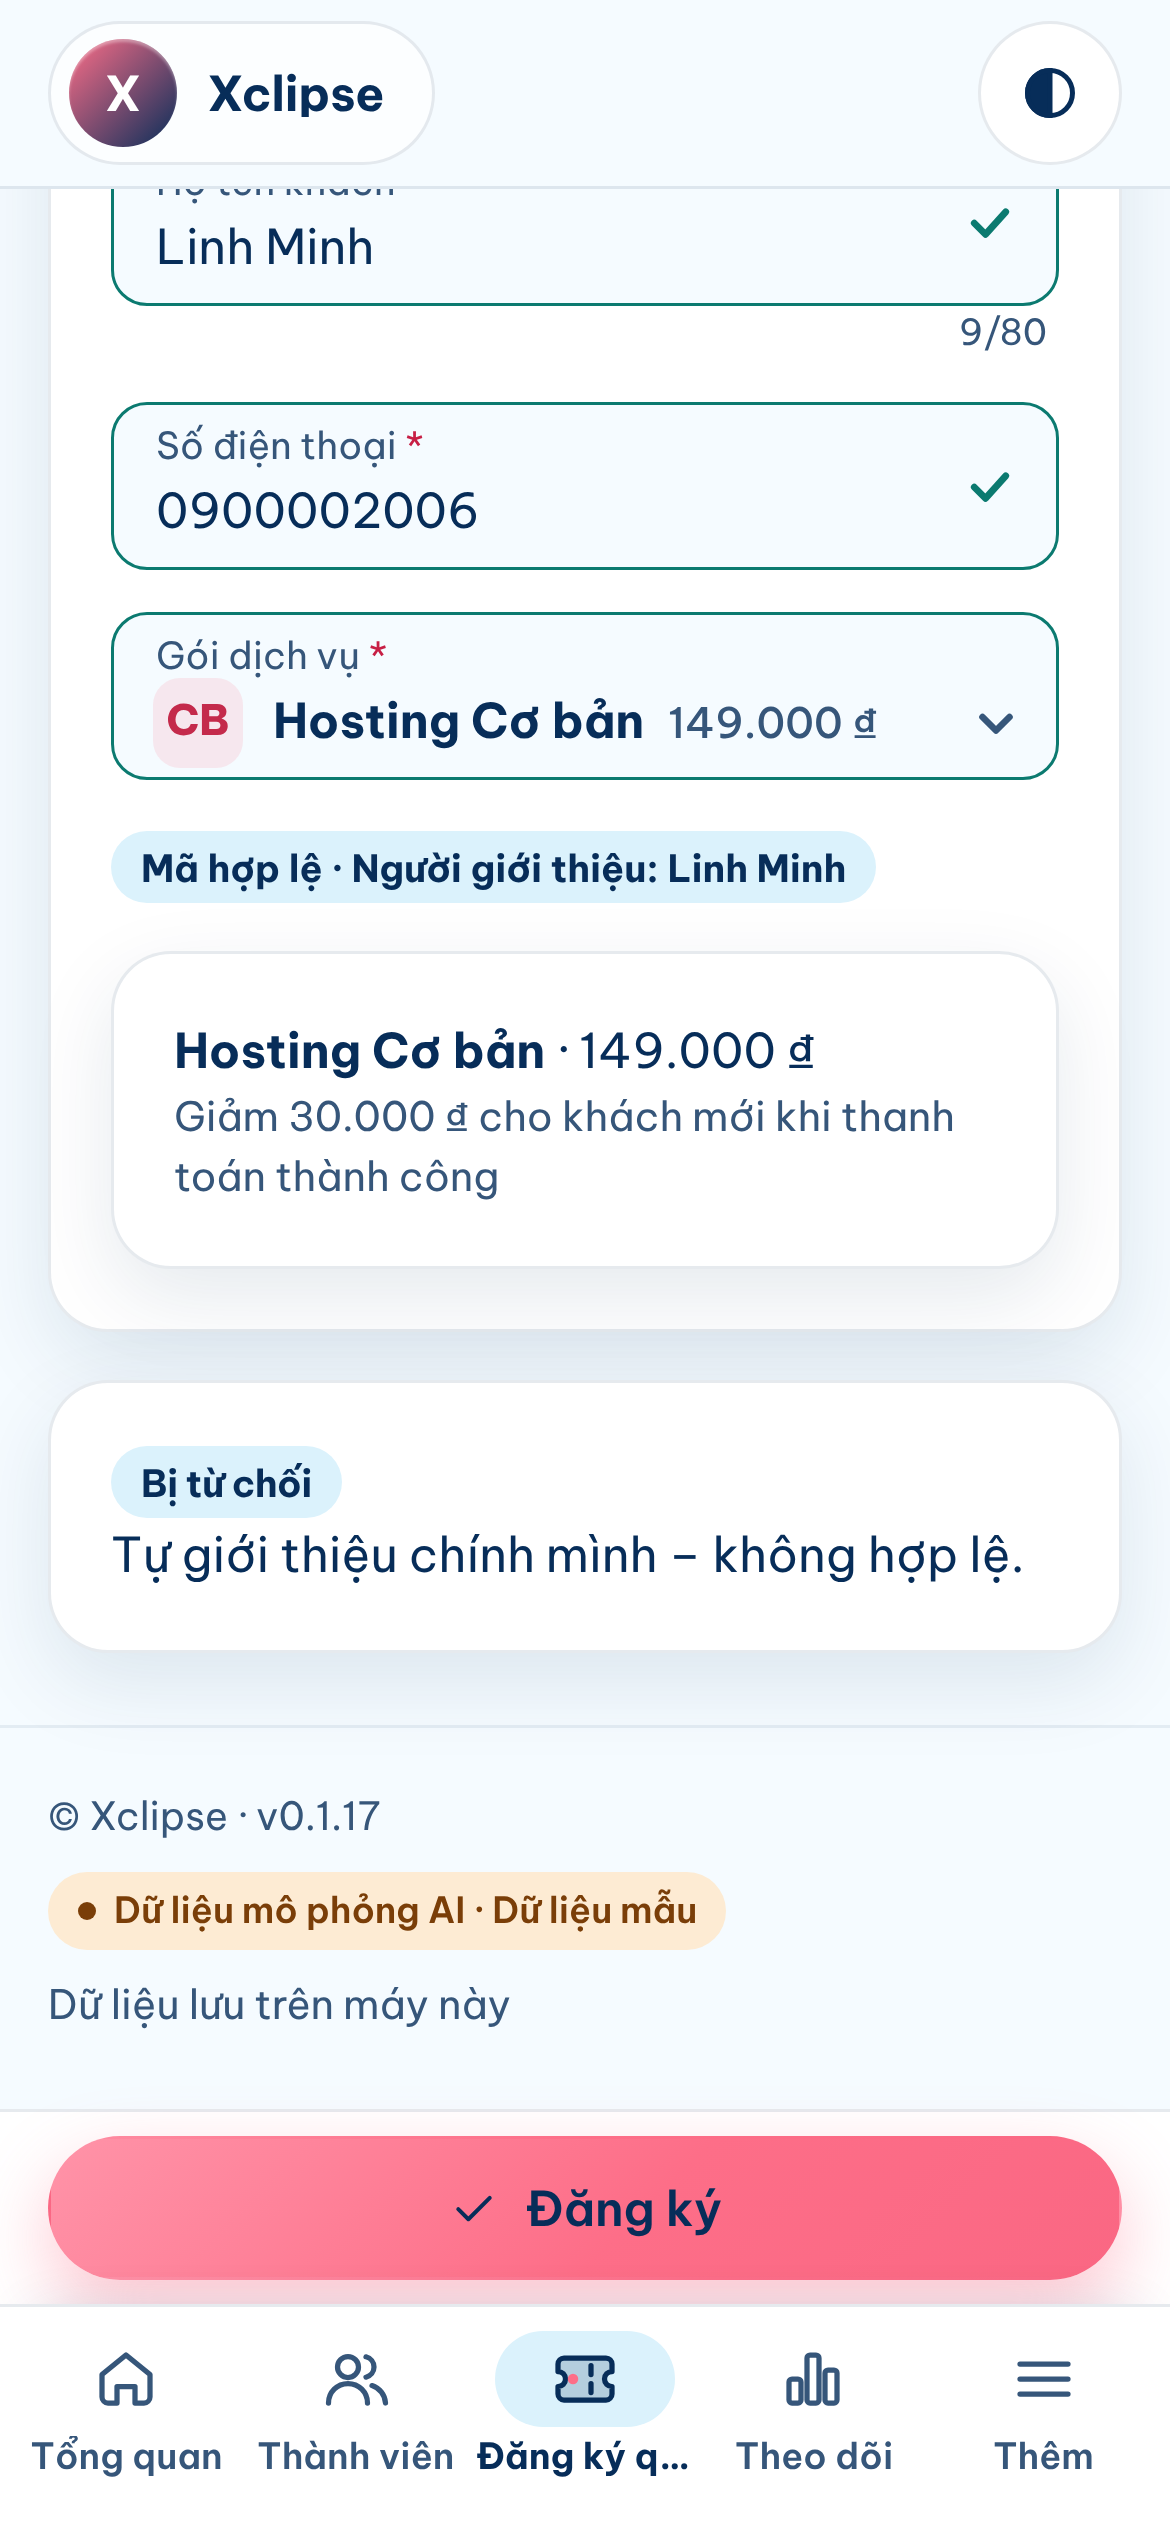 X Xclipse
Họ tên khách
Linh Minh
9/80
Số điện thoại *
0900002006
Gói dịch vụ *
CB Hosting Cơ bản 149.000 ₫
Mã hợp lệ · Người giới thiệu: Linh Minh
Hosting Cơ bản · 149.000 ₫
Giảm 30.000 ₫ cho khách mới khi thanh
toán thành công
Bị từ chối
Tự giới thiệu chính mình – không hợp lệ.
© Xclipse · v0.1.17
Dữ liệu mô phỏng AI · Dữ liệu mẫu
Dữ liệu lưu trên máy này
Đăng ký
Tổng quan Thành viên Đăng ký q... Theo dõi Thêm